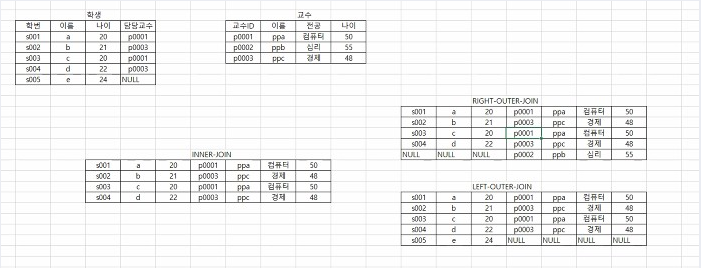 학생
학번 이름 나이 담당교수
s001 a 20 p0001
s002 b 21 p0003
s003 c 20 p0001
s004 d 22 p0003
s005 e 24 NULL
교수
교수ID 이름 전공 나이
p0001 ppa 컴퓨터 50
p0002 ppb 심리 55
p0003 ppc 경제 48
RIGHT-OUTER-JOIN
s001 a 20 p0001 ppa 컴퓨터 50
s002 b 21 p0003 ppc 경제 48
s003 c 20 p0001 ppa 컴퓨터 50
s004 d 22 p0003 ppc 경제 48
NULL NULL NULL p0002 ppb 심리 55
INNER-JOIN
s001 a 20 p0001 ppa 컴퓨터 50
s002 b 21 p0003 ppc 경제 48
s003 c 20 p0001 ppa 컴퓨터 50
s004 d 22 p0003 ppc 경제 48
LEFT-OUTER-JOIN
s001 a 20 p0001 ppa 컴퓨터 50
s002 b 21 p0003 ppc 경제 48
s003 c 20 p0001 ppa 컴퓨터 50
s004 d 22 p0003 ppc 경제 48
s005 e 24 NULL NULL NULL NULL